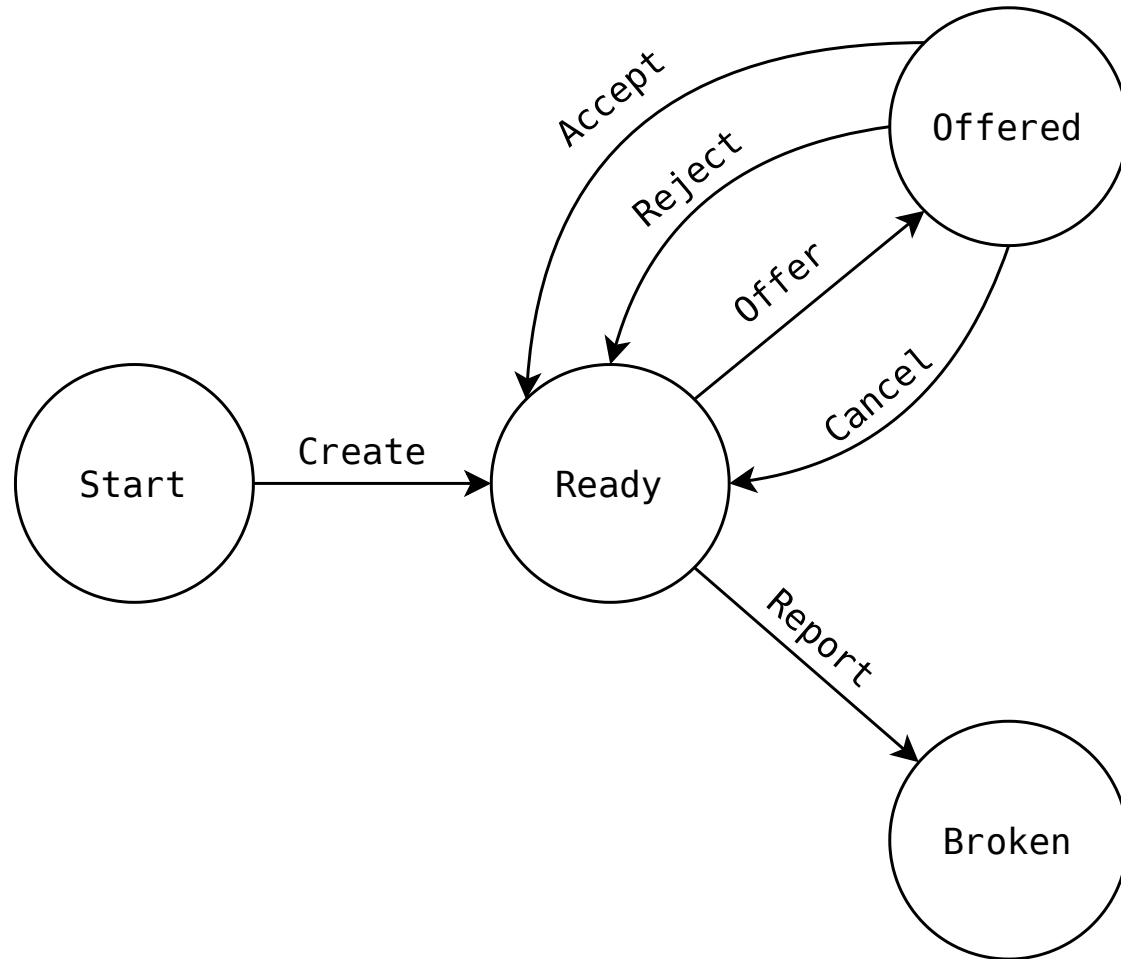 Accept
Offered
Reject
Offer
Cancel
Create
Start
Ready
Report
Broken